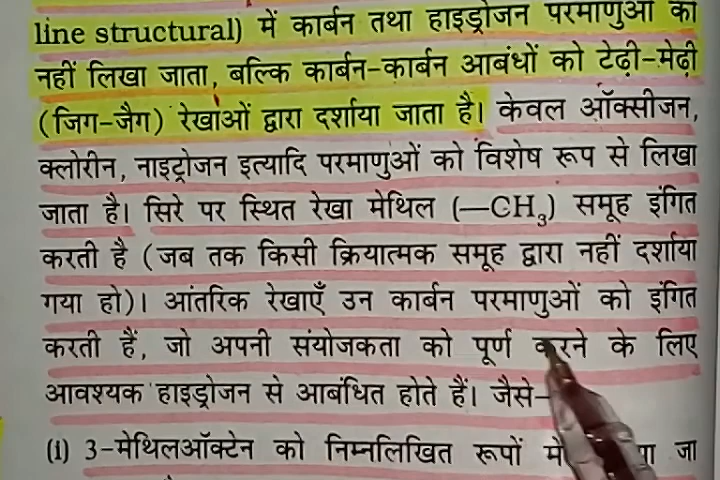 line structural) में कार्बन तथा हाइड्रोजन परमाणुओं को
नहीं लिखा जाता, बल्कि कार्बन–कार्बन आबंधों को टेढ़ी–मेढ़ी
(जिग–जैग) रेखाओं द्वारा दर्शाया जाता है। केवल ऑक्सीजन,
क्लोरीन, नाइट्रोजन इत्यादि परमाणुओं को विशेष रूप से लिखा
जाता है। सिरे पर स्थित रेखा मेथिल (—CH₃) समूह इंगित
करती है (जब तक किसी क्रियात्मक समूह द्वारा नहीं दर्शाया
गया हो)। आंतरिक रेखाएँ उन कार्बन परमाणुओं को इंगित
करती हैं, जो अपनी संयोजकता को पूर्ण करने के लिए
आवश्यक हाइड्रोजन से आबंधित होते हैं। जैसे–
(i) 3–मेथिलऑक्टेन को निम्नलिखित रूपों में जा